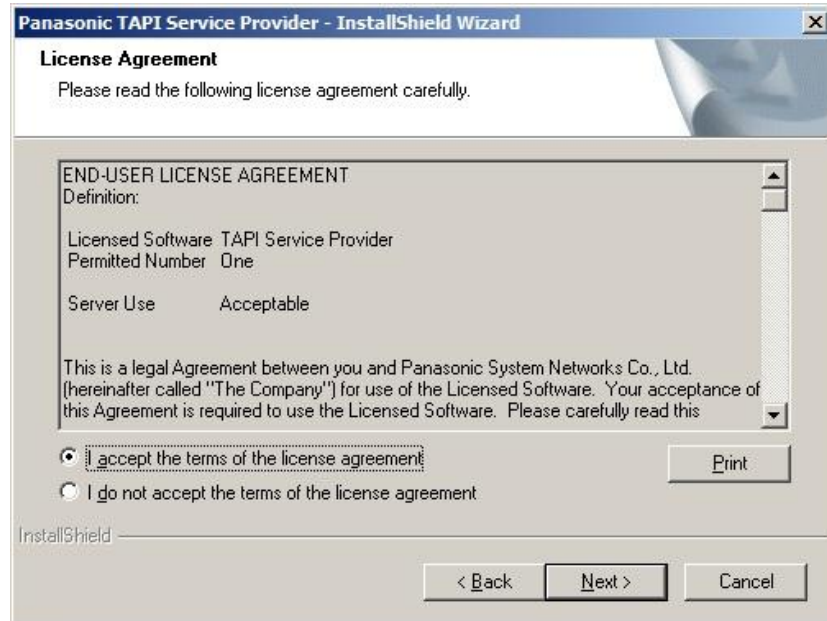 Panasonic TAPI Service Provider - InstallShield Wizard
License Agreement
Please read the following license agreement carefully.
END-USER LICENSE AGREEMENT
Definition:
Licensed Software TAPI Service Provider
Permitted Number One
Server Use Acceptable
This is a legal Agreement between you and Panasonic System Networks Co., Ltd.
(hereinafter called "The Company") for use of the Licensed Software. Your acceptance of
this Agreement is required to use the Licensed Software. Please carefully read this
I accept the terms of the license agreement
Print
I do not accept the terms of the license agreement
InstallShield
< Back Next > Cancel